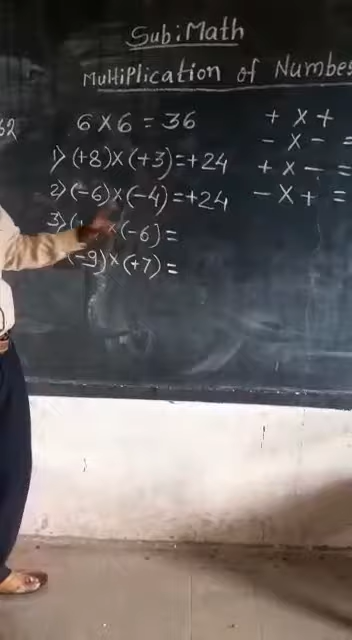 SubiMath
Multiplication of Numbe
62
6 × 6 = 36
1) (+8) × (+3) = +24
2) (-6) × (-4) = +24
3) (+ × (-6) =
(-9) × (+7) =
+ × +
- × - =
+ × - =
- × + =